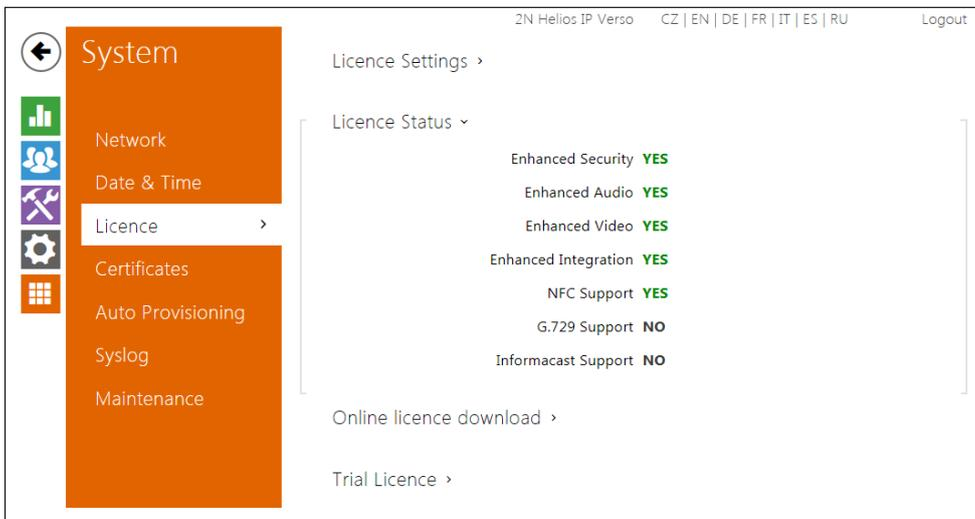 2N Helios IP Verso CZ | EN | DE | FR | IT | ES | RU Logout
System
Network
Date & Time
Licence
Certificates
Auto Provisioning
Syslog
Maintenance
Licence Settings
Licence Status
Enhanced Security YES
Enhanced Audio YES
Enhanced Video YES
Enhanced Integration YES
NFC Support YES
G.729 Support NO
Informacast Support NO
Online licence download
Trial Licence